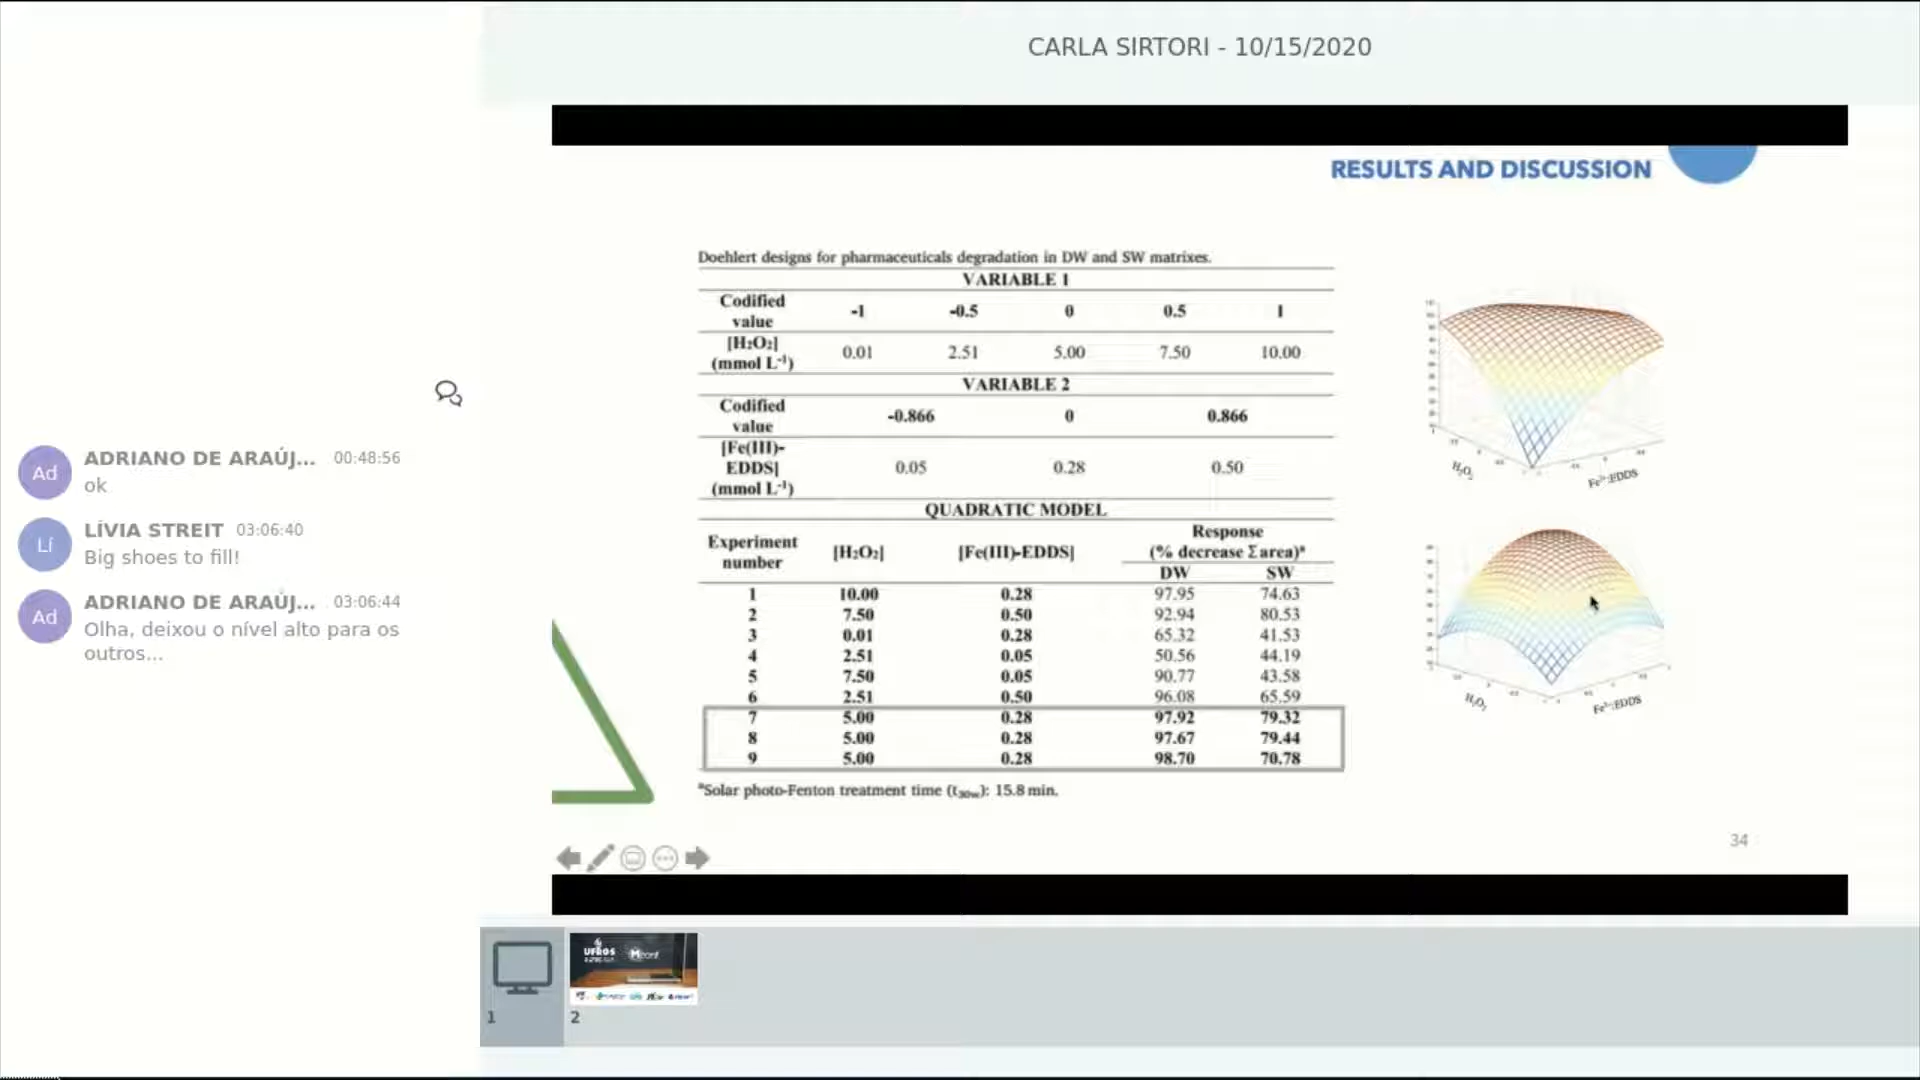 CARLA SIRTORI - 10/15/2020
RESULTS AND DISCUSSION
Doehlert designs for pharmaceuticals degradation in DW and SW matrixes.
VARIABLE 1
Codified value -1 -0.5 0 0.5 1
[H₂O₂] (mmol L⁻¹) 0.01 2.51 5.00 7.50 10.00
VARIABLE 2
Codified value -0.866 0 0.866
[Fe(III)-EDDS] (mmol L⁻¹) 0.05 0.28 0.50
QUADRATIC MODEL
Experiment number [H₂O₂] [Fe(III)-EDDS] Response (% decrease Σarea)ᵃ
DW SW
1 10.00 0.28 97.95 74.63
2 7.50 0.50 92.94 80.53
3 0.01 0.28 65.32 41.53
4 2.51 0.05 50.56 44.19
5 7.50 0.05 90.77 43.58
6 2.51 0.50 96.08 65.59
7 5.00 0.28 97.92 79.32
8 5.00 0.28 97.67 79.44
9 5.00 0.28 98.70 70.78
ᵃSolar photo-Fenton treatment time (t₃₀w): 15.8 min.
H₂O₂
Fe³⁺:EDDS
H₂O₂
Fe³⁺:EDDS
34
Ad
ADRIANO DE ARAÚJ... 00:48:56
ok
Lí
LÍVIA STREIT 03:06:40
Big shoes to fill!
Ad
ADRIANO DE ARAÚJ... 03:06:44
Olha, deixou o nível alto para os
outros...
UFRGS
Mconf
1
2